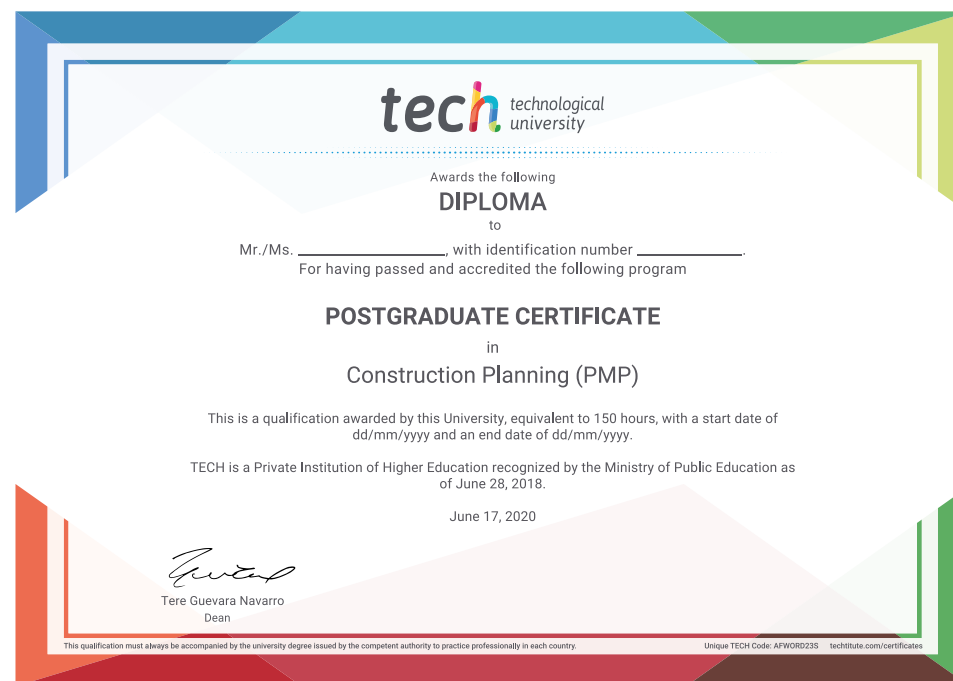 tech technological
university
Awards the following
DIPLOMA
to
Mr./Ms. ____________________, with identification number ______________.
For having passed and accredited the following program
POSTGRADUATE CERTIFICATE
in
Construction Planning (PMP)
This is a qualification awarded by this University, equivalent to 150 hours, with a start date of
dd/mm/yyyy and an end date of dd/mm/yyyy.
TECH is a Private Institution of Higher Education recognized by the Ministry of Public Education as
of June 28, 2018.
June 17, 2020
Tere Guevara Navarro
Dean
This qualification must always be accompanied by the university degree issued by the competent authority to practice professionally in each country. Unique TECH Code: AFWORD23S techtitute.com/certificates